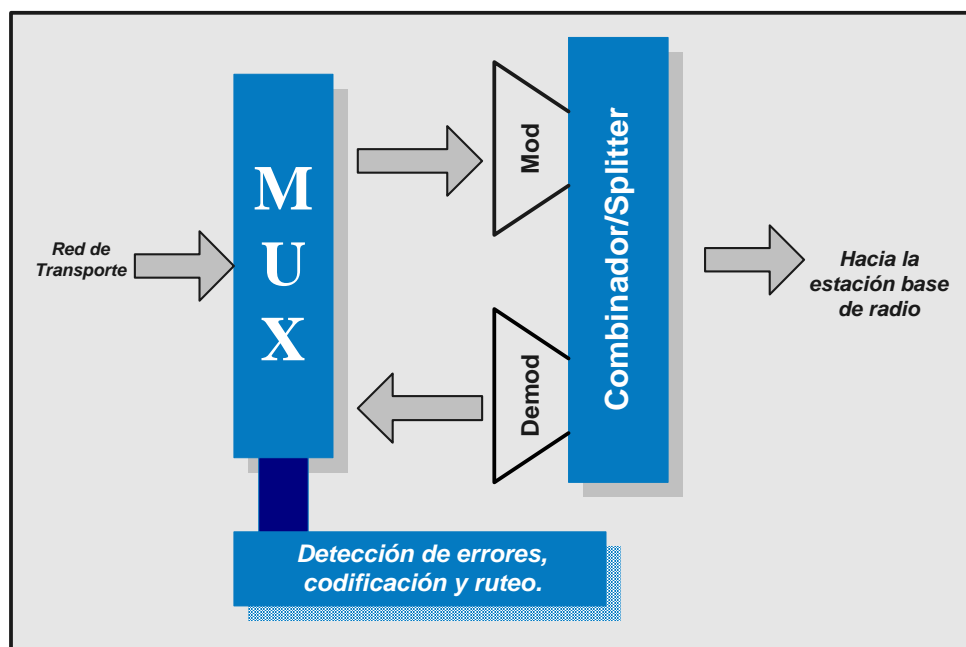 Red de
Transporte
M
U
X
Mod
Demod
Combinador/Splitter
Hacia la
estación base
de radio
Detección de errores,
codificación y ruteo.